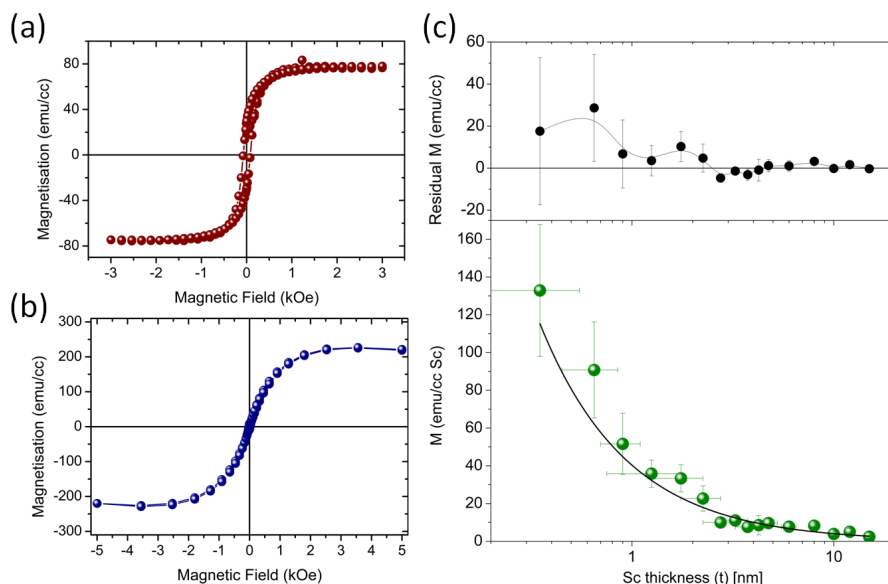 (a)
80
40
0
-40
-80
Magnetisation (emu/cc)
-3 -2 -1 0 1 2 3
Magnetic Field (kOe)
(b)
300
200
100
0
-100
-200
-300
Magnetisation (emu/cc)
-5 -4 -3 -2 -1 0 1 2 3 4 5
Magnetic Field (kOe)
(c)
60
40
20
0
-20
Residual M (emu/cc)
160
140
120
100
80
60
40
20
0
M (emu/cc Sc)
1 10
Sc thickness (t) [nm]